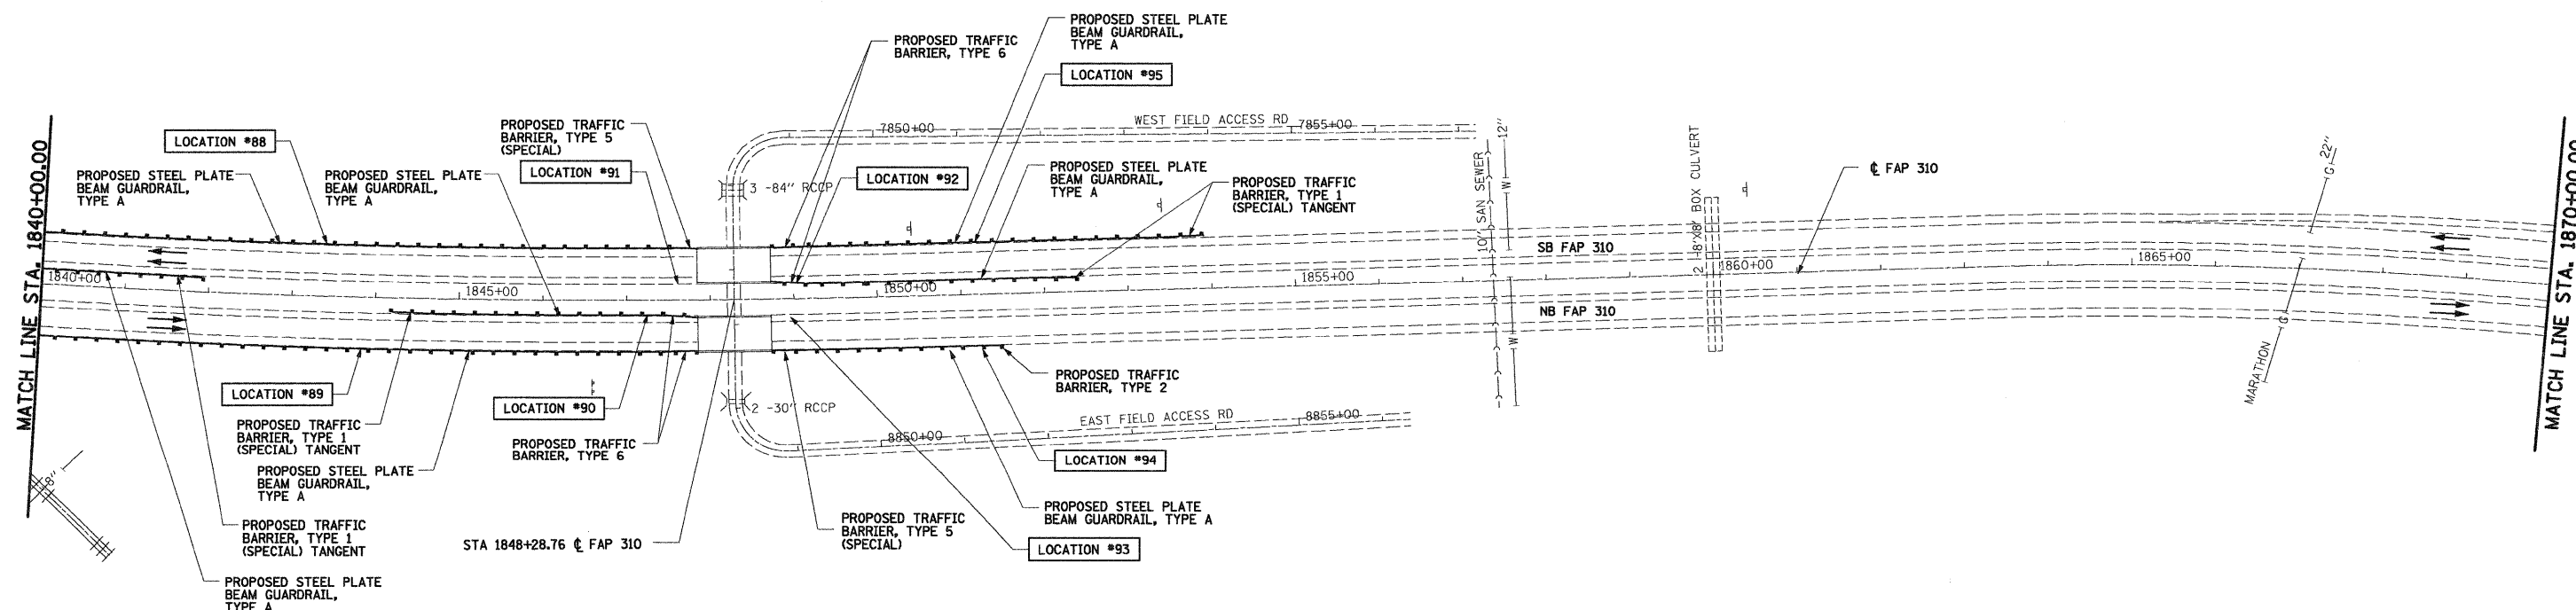 PROPOSED STEEL PLATE
BEAM GUARDRAIL,
TYPE A
PROPOSED TRAFFIC
BARRIER, TYPE 6
LOCATION #95
MATCH LINE STA. 1840+00.00
LOCATION #88
PROPOSED TRAFFIC
BARRIER, TYPE 5
(SPECIAL)
LOCATION #91
PROPOSED STEEL PLATE
BEAM GUARDRAIL,
TYPE A
PROPOSED STEEL PLATE
BEAM GUARDRAIL,
TYPE A
7850+00
WEST FIELD ACCESS RD
7855+00
3 -84" RCCP
LOCATION #92
PROPOSED STEEL PLATE
BEAM GUARDRAIL,
TYPE A
PROPOSED TRAFFIC
BARRIER, TYPE 1
(SPECIAL) TANGENT
10" SAN SEWER
W
12"
W
2 -8'X8' BOX CULVERT
℄ FAP 310
G 22"
G
MARATHON
MATCH LINE STA. 1870+00.00
SB FAP 310
NB FAP 310
1840+00
1845+00
1850+00
1855+00
1860+00
1865+00
LOCATION #89
PROPOSED TRAFFIC
BARRIER, TYPE 1
(SPECIAL) TANGENT
PROPOSED STEEL PLATE
BEAM GUARDRAIL,
TYPE A
LOCATION #90
PROPOSED TRAFFIC
BARRIER, TYPE 6
2 -30" RCCP
8850+00
EAST FIELD ACCESS RD
8855+00
PROPOSED TRAFFIC
BARRIER, TYPE 2
LOCATION #94
PROPOSED STEEL PLATE
BEAM GUARDRAIL, TYPE A
8"
PROPOSED TRAFFIC
BARRIER, TYPE 1
(SPECIAL) TANGENT
STA 1848+28.76 ℄ FAP 310
PROPOSED TRAFFIC
BARRIER, TYPE 5
(SPECIAL)
LOCATION #93
PROPOSED STEEL PLATE
BEAM GUARDRAIL,
TYPE A